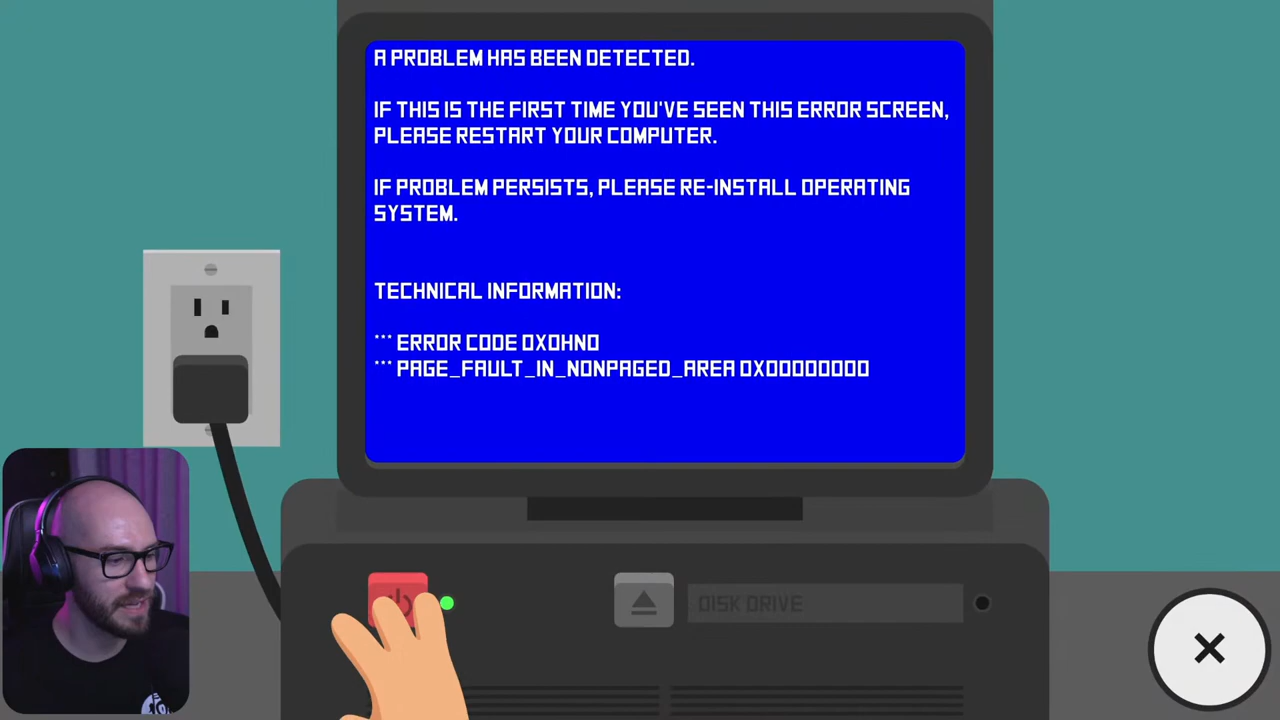 A PROBLEM HAS BEEN DETECTED.
IF THIS IS THE FIRST TIME YOU'VE SEEN THIS ERROR SCREEN,
PLEASE RESTART YOUR COMPUTER.
IF PROBLEM PERSISTS, PLEASE RE-INSTALL OPERATING
SYSTEM.
TECHNICAL INFORMATION:
*** ERROR CODE 0X0HNO
*** PAGE_FAULT_IN_NONPAGED_AREA 0X00000000
DISK DRIVE